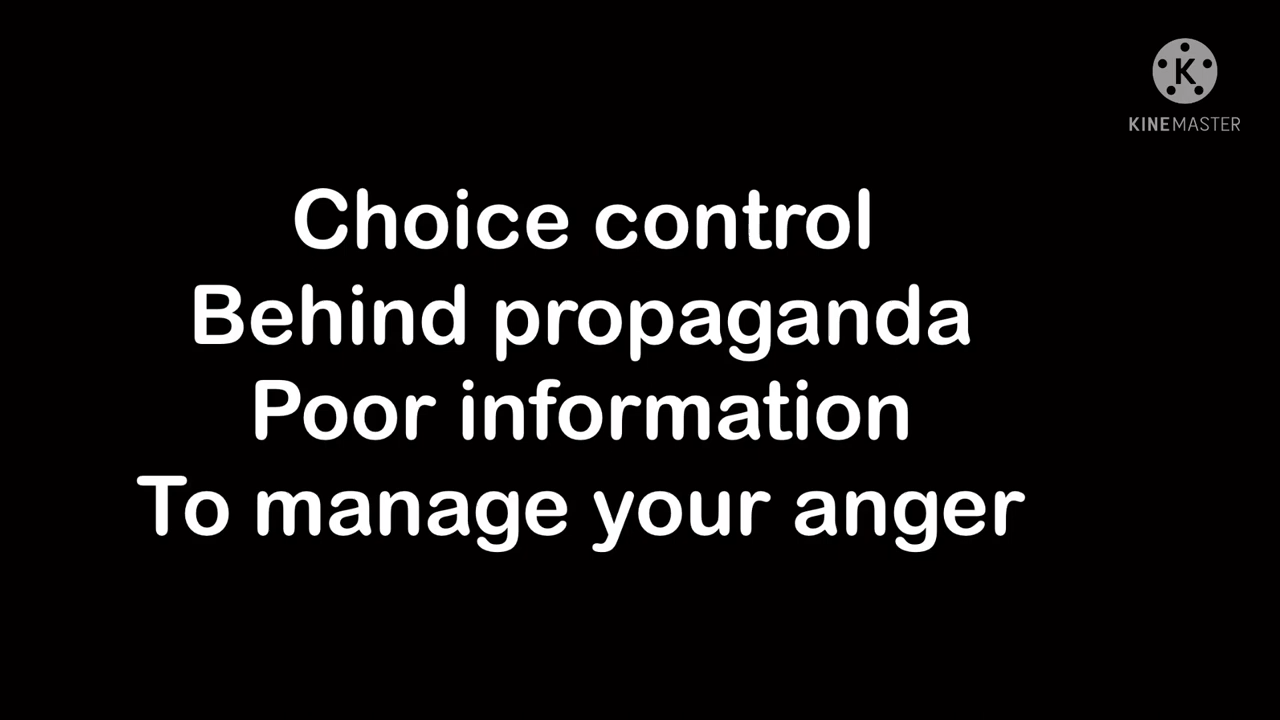 KINEMASTER
Choice control
Behind propaganda
Poor information
To manage your anger